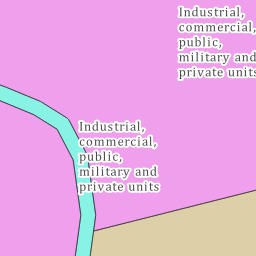 Industrial,
commercial,
public,
military and
private units
Industrial,
commercial,
public,
military and
private units